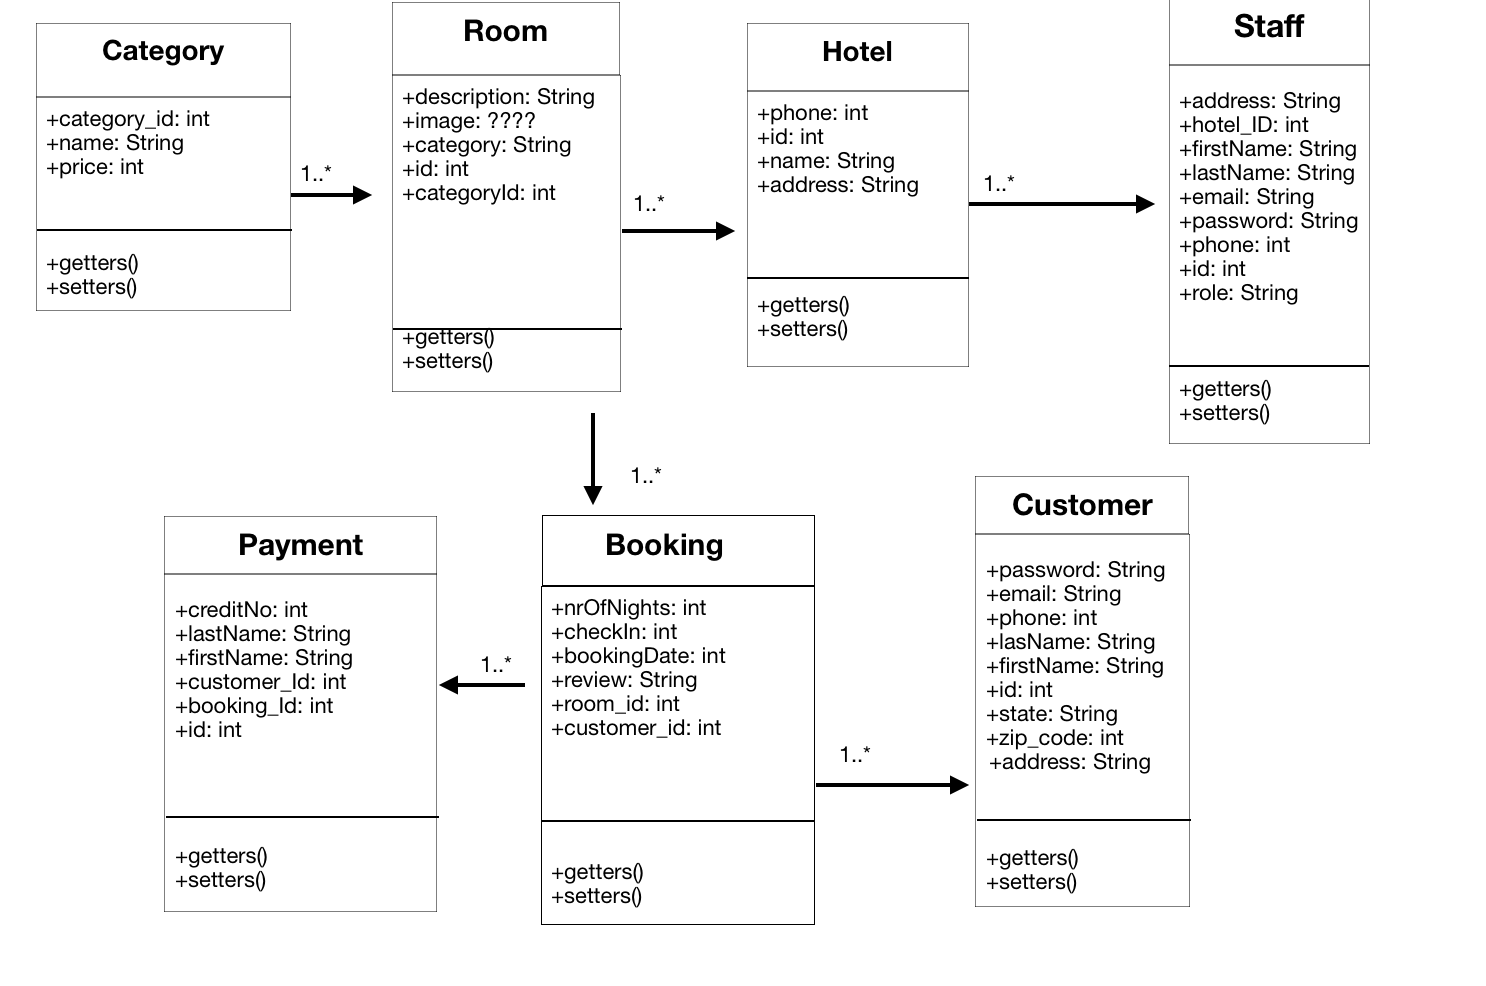 Category
+category_id: int
+name: String
+price: int
+getters()
+setters()
1..*
Room
+description: String
+image: ????
+category: String
+id: int
+categoryId: int
+getters()
+setters()
1..*
Hotel
+phone: int
+id: int
+name: String
+address: String
+getters()
+setters()
1..*
Staff
+address: String
+hotel_ID: int
+firstName: String
+lastName: String
+email: String
+password: String
+phone: int
+id: int
+role: String
+getters()
+setters()
1..*
Payment
+creditNo: int
+lastName: String
+firstName: String
+customer_Id: int
+booking_Id: int
+id: int
+getters()
+setters()
1..*
Booking
+nrOfNights: int
+checkIn: int
+bookingDate: int
+review: String
+room_id: int
+customer_id: int
+getters()
+setters()
1..*
Customer
+password: String
+email: String
+phone: int
+lasName: String
+firstName: String
+id: int
+state: String
+zip_code: int
+address: String
+getters()
+setters()